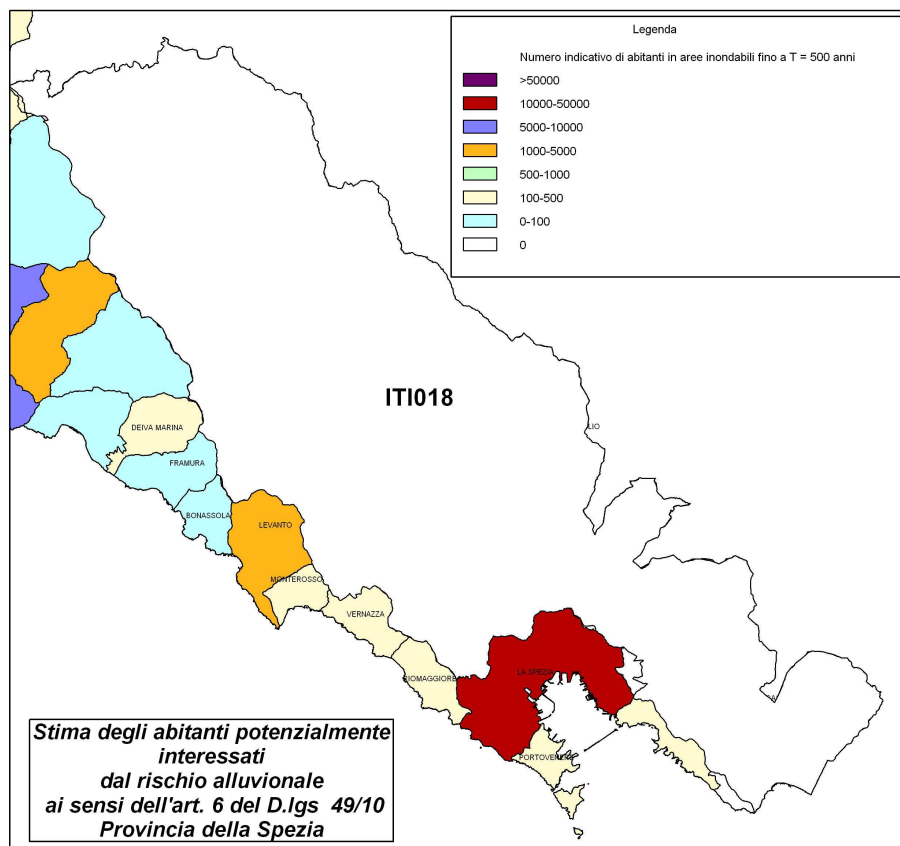 Legenda
Numero indicativo di abitanti in aree inondabili fino a T = 500 anni
>50000
10000-50000
5000-10000
1000-5000
500-1000
100-500
0-100
0
ITI018
LIO
DEIVA MARINA
FRAMURA
BONASSOLA
LEVANTO
MONTEROSSO
VERNAZZA
RIOMAGGIORE
LA SPEZIA
PORTOVENERE
Stima degli abitanti potenzialmente
interessati
dal rischio alluvionale
ai sensi dell'art. 6 del D.lgs 49/10
Provincia della Spezia